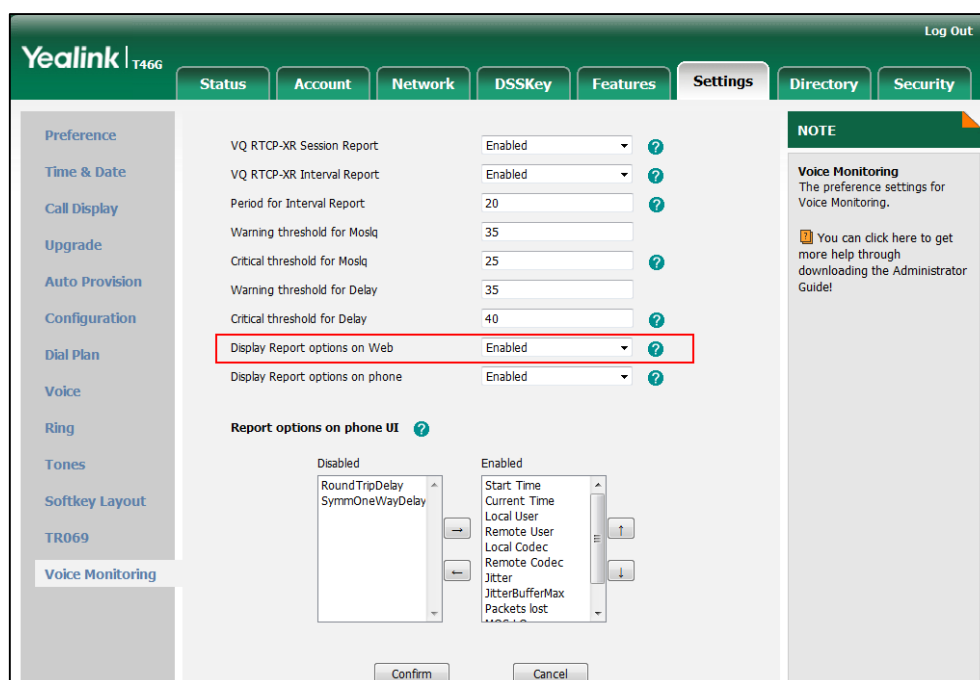 Log Out
Yealink T46G
Status Account Network DSSKey Features Settings Directory Security
Preference
Time & Date
Call Display
Upgrade
Auto Provision
Configuration
Dial Plan
Voice
Ring
Tones
Softkey Layout
TR069
Voice Monitoring
VQ RTCP-XR Session Report Enabled ?
VQ RTCP-XR Interval Report Enabled ?
Period for Interval Report 20 ?
Warning threshold for Moslq 35
Critical threshold for Moslq 25 ?
Warning threshold for Delay 35
Critical threshold for Delay 40 ?
Display Report options on Web Enabled ?
Display Report options on phone Enabled ?
Report options on phone UI ?
Disabled
RoundTripDelay
SymmOneWayDelay
→
←
Enabled
Start Time
Current Time
Local User
Remote User
Local Codec
Remote Codec
Jitter
JitterBufferMax
Packets lost
↑
↓
Confirm Cancel
NOTE
Voice Monitoring
The preference settings for
Voice Monitoring.
? You can click here to get
more help through
downloading the Administrator
Guide!